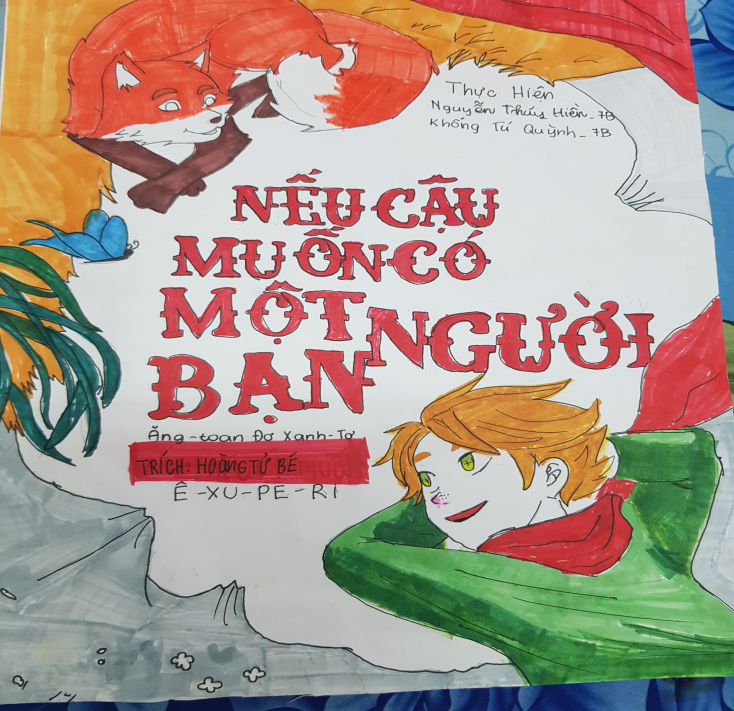 Thực Hiện
Nguyễn Thúy Hiền_7B
Khổng Tú Quỳnh_7B
NẾU CẬU
MUỐN CÓ
MỘT NGƯỜI
BẠN
Ăng-toan Đơ Xanh-Tơ
TRÍCH: HOÀNG TỬ BÉ
Ê-XU-PE-RI